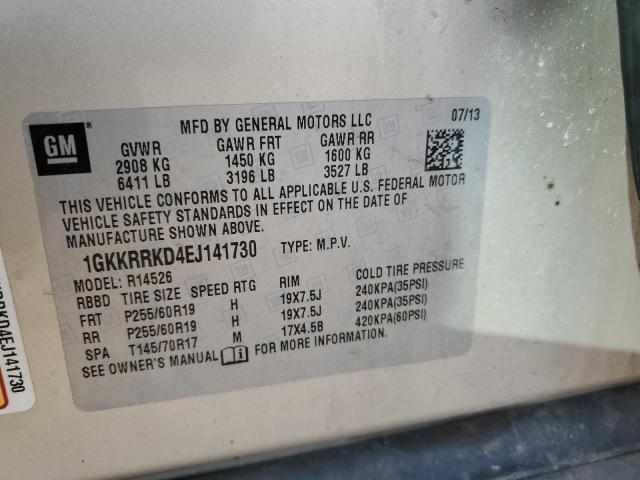 GM
®
MFD BY GENERAL MOTORS LLC 07/13
GVWR GAWR FRT GAWR RR
2908 KG 1450 KG 1600 KG
6411 LB 3196 LB 3527 LB
THIS VEHICLE CONFORMS TO ALL APPLICABLE U.S. FEDERAL MOTOR
VEHICLE SAFETY STANDARDS IN EFFECT ON THE DATE OF
MANUFACTURE SHOWN ABOVE.
1GKKRRKD4EJ141730 TYPE: M.P.V.
MODEL: R14526
RBBD TIRE SIZE SPEED RTG RIM COLD TIRE PRESSURE
FRT P255/60R19 H 19X7.5J 240KPA(35PSI)
RR P255/60R19 H 19X7.5J 240KPA(35PSI)
SPA T145/70R17 M 17X4.5B 420KPA(60PSI)
SEE OWNER'S MANUAL FOR MORE INFORMATION